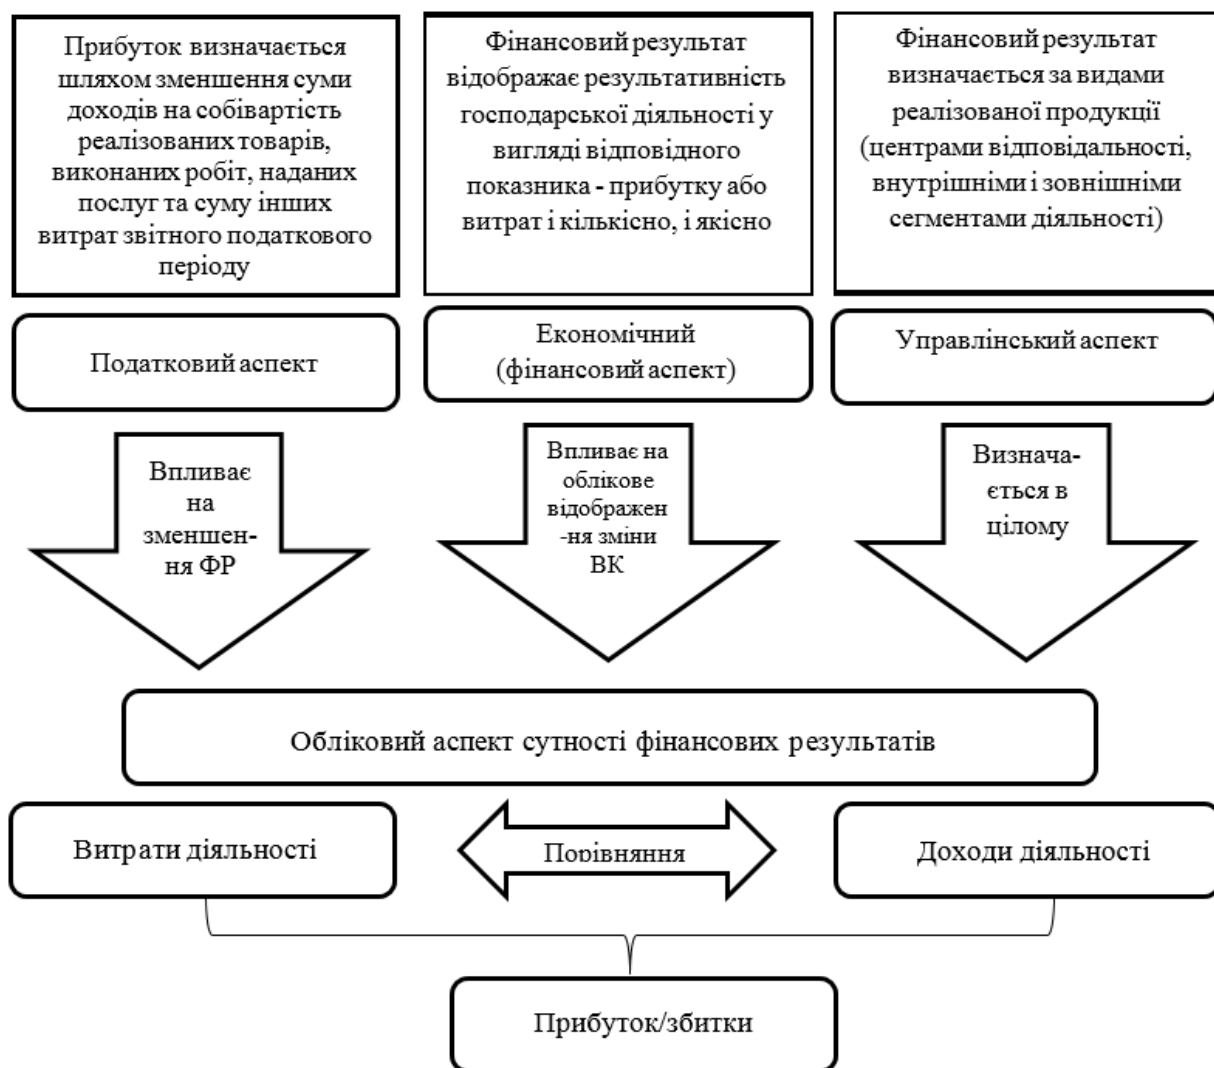 Прибуток визначається
шляхом зменшення суми
доходів на собівартість
реалізованих товарів,
виконаних робіт, наданих
послуг та суму інших
витрат звітного податкового
періоду
Фінансовий результат
відображає результативність
господарської діяльності у
вигляді відповідного
показника - прибутку або
витрат і кількісно, і якісно
Фінансовий результат
визначається за видами
реалізованої продукції
(центрами відповідальності,
внутрішніми і зовнішніми
сегментами діяльності)
Податковий аспект
Економічний
(фінансовий аспект)
Управлінський аспект
Впливає
на
зменшен-
ня ФР
Впливає на
облікове
відображен
-ня зміни
ВК
Визнача-
ється в
цілому
Обліковий аспект сутності фінансових результатів
Витрати діяльності
Порівняння
Доходи діяльності
Прибуток/збитки